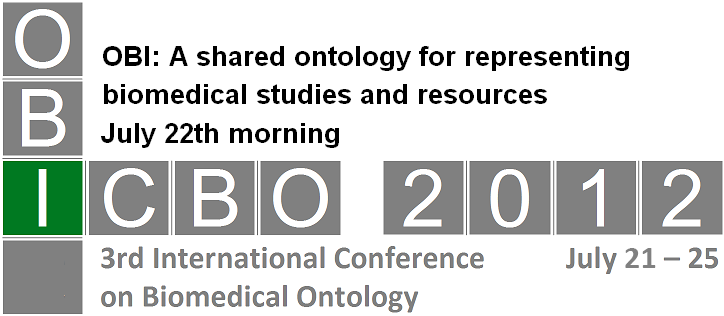 O
B
OBI: A shared ontology for representing
biomedical studies and resources
July 22th morning
ICBO 2012
3rd International Conference July 21 – 25
on Biomedical Ontology